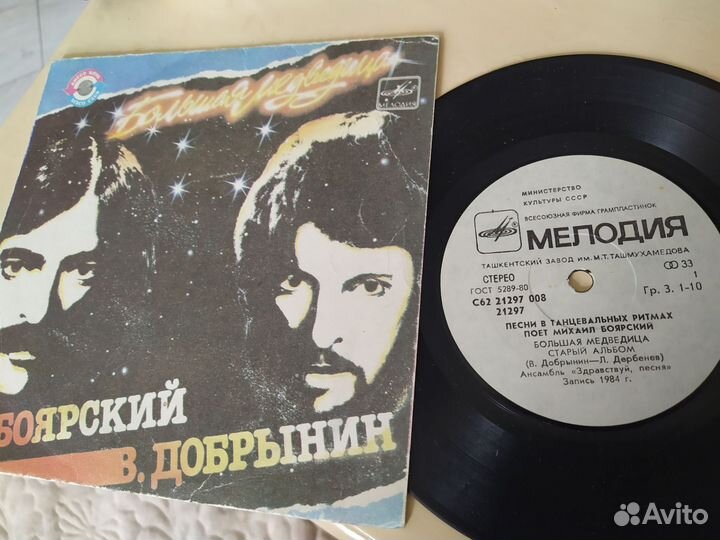 Большая медведица
МЕЛОДИЯ
БОЯРСКИЙ
В. ДОБРЫНИН
МИНИСТЕРСТВО
КУЛЬТУРЫ СССР
ВСЕСОЮЗНАЯ ФИРМА ГРАМПЛАСТИНОК
МЕЛОДИЯ
ТАШКЕНТСКИЙ ЗАВОД ИМ. М.Т. ТАШМУХАМЕДОВА
СТЕРЕО
33
ГОСТ 5289-80
1
С62 21297 008
Гр. 3. 1-10
21297
ПЕСНИ В ТАНЦЕВАЛЬНЫХ РИТМАХ
ПОЕТ МИХАИЛ БОЯРСКИЙ
БОЛЬШАЯ МЕДВЕДИЦА
СТАРЫЙ АЛЬБОМ
(В. Добрынин—Л. Дербенев)
Ансамбль «Здравствуй, песня»
Запись 1984 г.
Avito